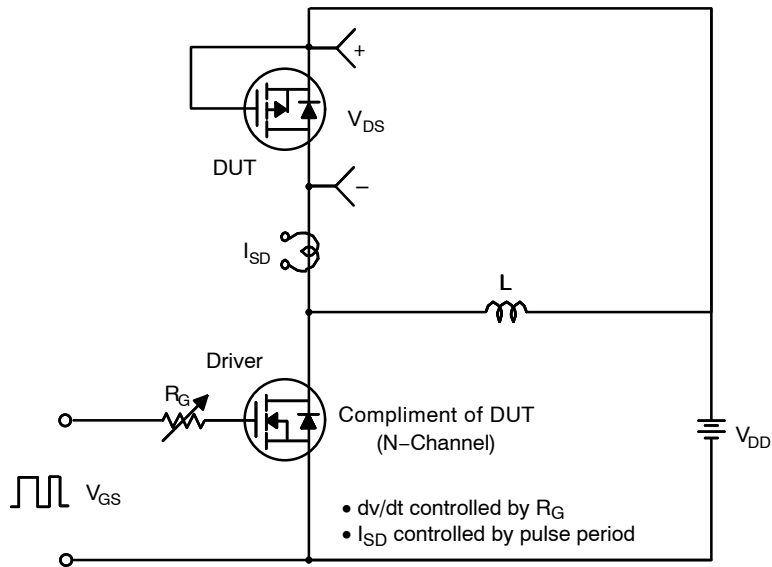 +
V_DS
DUT
−
I_SD
L
Driver
R_G
Compliment of DUT
(N−Channel)
V_DD
V_GS
• dv/dt controlled by R_G
• I_SD controlled by pulse period